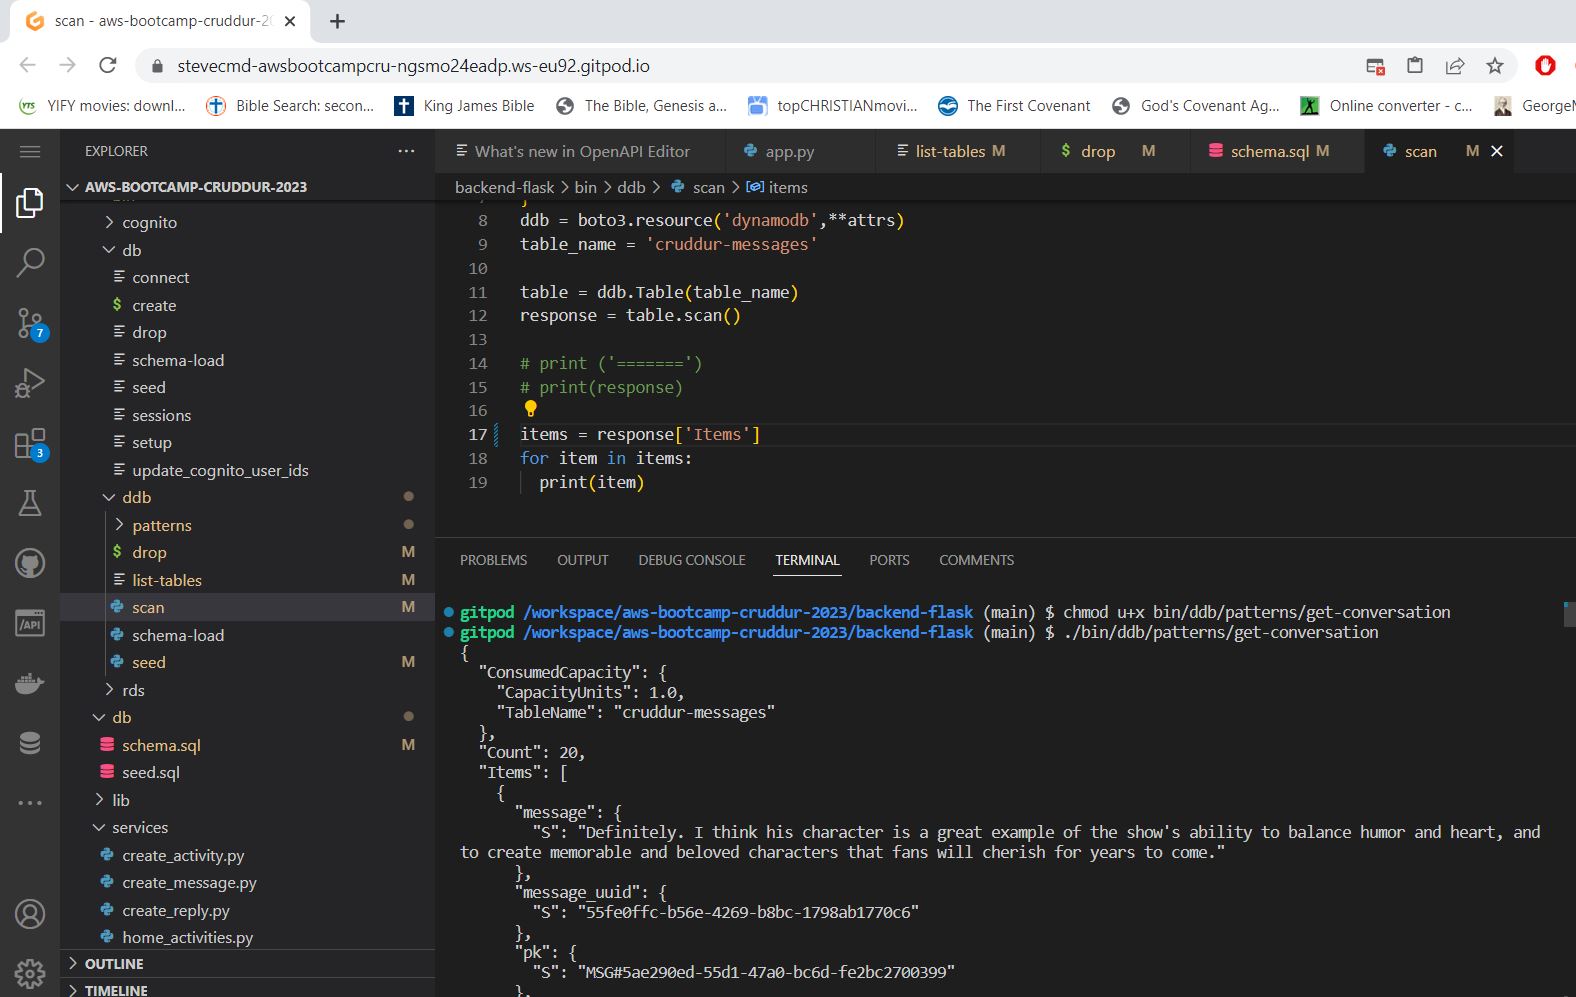 scan - aws-bootcamp-cruddur-20
stevecmd-awsbootcampcru-ngsmo24eadp.ws-eu92.gitpod.io
YTS YIFY movies: downl... Bible Search: secon... King James Bible The Bible, Genesis a... topCHRISTIANmovi... The First Covenant God's Covenant Ag... Online converter - c... George
EXPLORER
What's new in OpenAPI Editor app.py list-tables M $ drop M schema.sql M scan M
AWS-BOOTCAMP-CRUDDUR-2023
backend-flask > bin > ddb > scan > items
cognito
db
connect
$ create
drop
schema-load
seed
sessions
setup
update_cognito_user_ids
ddb
patterns
$ drop M
list-tables M
scan M
schema-load
seed M
rds
db
schema.sql M
seed.sql
lib
services
create_activity.py
create_message.py
create_reply.py
home_activities.py
OUTLINE
TIMELINE
7
3
/API
8 ddb = boto3.resource('dynamodb',**attrs)
9 table_name = 'cruddur-messages'
10
11 table = ddb.Table(table_name)
12 response = table.scan()
13
14 # print ('=======')
15 # print(response)
16
17 items = response['Items']
18 for item in items:
19 print(item)
PROBLEMS OUTPUT DEBUG CONSOLE TERMINAL PORTS COMMENTS
gitpod /workspace/aws-bootcamp-cruddur-2023/backend-flask (main) $ chmod u+x bin/ddb/patterns/get-conversation
gitpod /workspace/aws-bootcamp-cruddur-2023/backend-flask (main) $ ./bin/ddb/patterns/get-conversation
{
"ConsumedCapacity": {
"CapacityUnits": 1.0,
"TableName": "cruddur-messages"
},
"Count": 20,
"Items": [
{
"message": {
"S": "Definitely. I think his character is a great example of the show's ability to balance humor and heart, and
to create memorable and beloved characters that fans will cherish for years to come."
},
"message_uuid": {
"S": "55fe0ffc-b56e-4269-b8bc-1798ab1770c6"
},
"pk": {
"S": "MSG#5ae290ed-55d1-47a0-bc6d-fe2bc2700399"
},